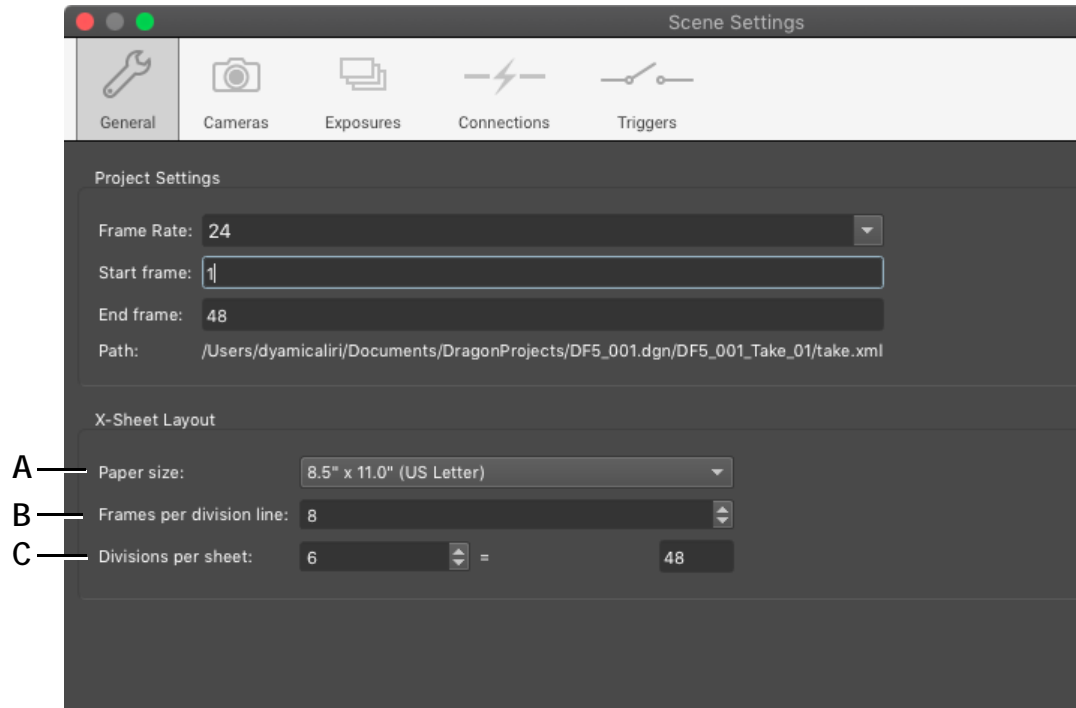 Scene Settings
General Cameras Exposures Connections Triggers
Project Settings
Frame Rate: 24
Start frame: 1
End frame: 48
Path: /Users/dyamicaliri/Documents/DragonProjects/DF5_001.dgn/DF5_001_Take_01/take.xml
X-Sheet Layout
A Paper size: 8.5" x 11.0" (US Letter)
B Frames per division line: 8
C Divisions per sheet: 6 = 48